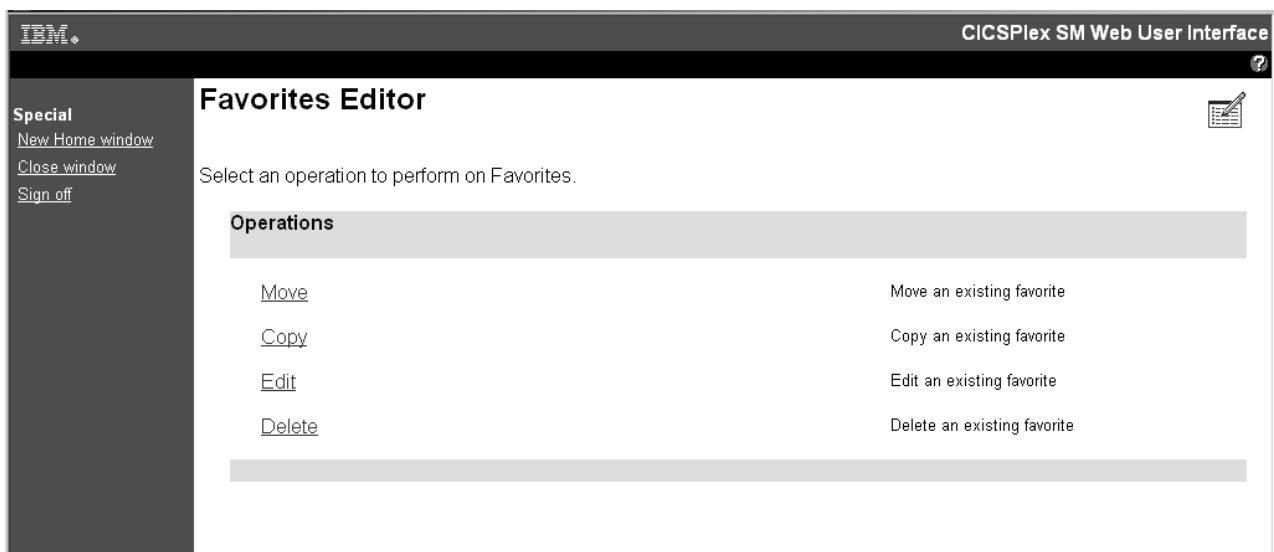 IBM
CICSPlex SM Web User Interface
?
Special
New Home window
Close window
Sign off
Favorites Editor
Select an operation to perform on Favorites.
Operations
Move Move an existing favorite
Copy Copy an existing favorite
Edit Edit an existing favorite
Delete Delete an existing favorite